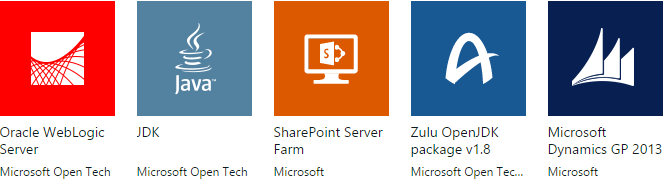 Java™
S
Oracle WebLogic
Server
Microsoft Open Tech
JDK
Microsoft Open Tech
SharePoint Server
Farm
Microsoft
Zulu OpenJDK
package v1.8
Microsoft Open Tec...
Microsoft
Dynamics GP 2013
Microsoft